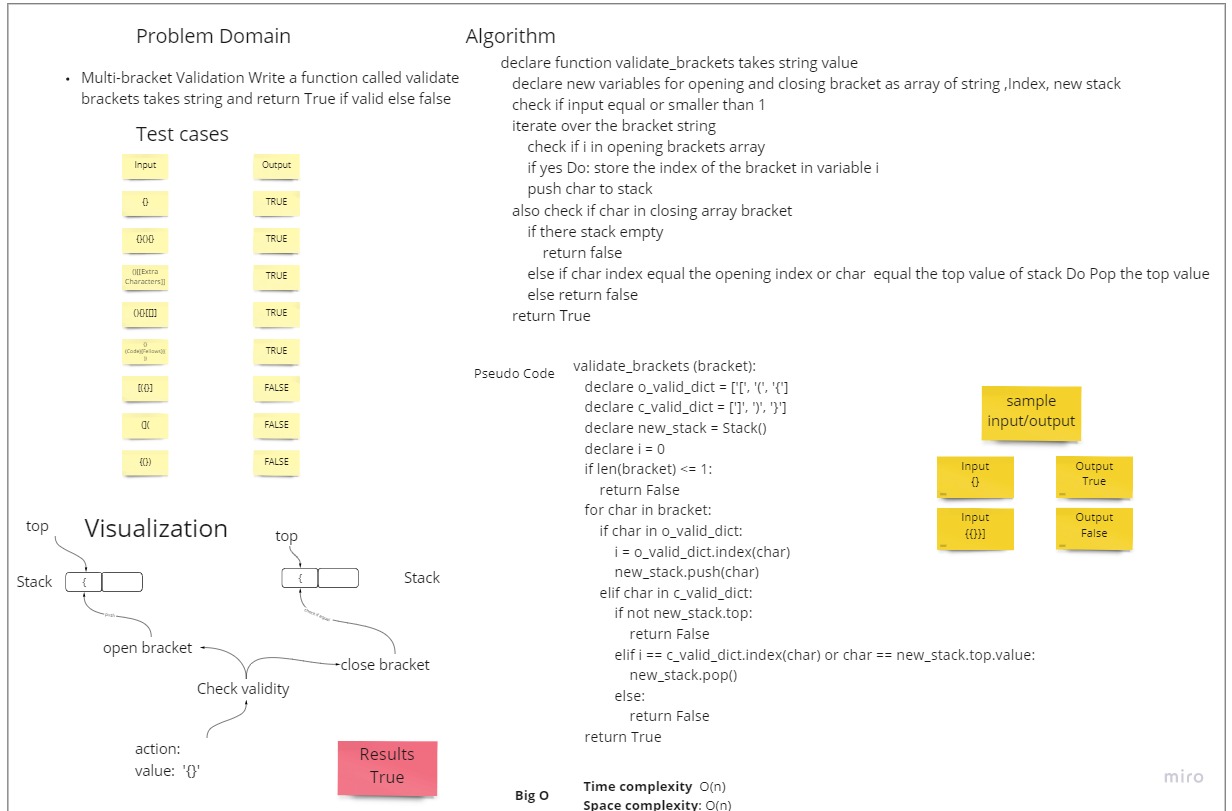 Problem Domain
• Multi-bracket Validation Write a function called validate
brackets takes string and return True if valid else false
Test cases
Input Output
{} TRUE
{}(){} TRUE
()[[Extra
Characters]] TRUE
(){}[[]] TRUE
{}
{Code}[Fellows](( 
)) TRUE
[({}] FALSE
(]( FALSE
{(}) FALSE
Visualization
top
top
Stack
{
{
Stack
push
check if equal
open bracket
close bracket
Check validity
action:
value: '{}'
Results
True
Algorithm
declare function validate_brackets takes string value
declare new variables for opening and closing bracket as array of string ,Index, new stack
check if input equal or smaller than 1
iterate over the bracket string
check if i in opening brackets array
if yes Do: store the index of the bracket in variable i
push char to stack
also check if char in closing array bracket
if there stack empty
return false
else if char index equal the opening index or char equal the top value of stack Do Pop the top value
else return false
return True
Pseudo Code
validate_brackets (bracket):
declare o_valid_dict = ['[', '(', '{']
declare c_valid_dict = [']', ')', '}']
declare new_stack = Stack()
declare i = 0
if len(bracket) <= 1:
return False
for char in bracket:
if char in o_valid_dict:
i = o_valid_dict.index(char)
new_stack.push(char)
elif char in c_valid_dict:
if not new_stack.top:
return False
elif i == c_valid_dict.index(char) or char == new_stack.top.value:
new_stack.pop()
else:
return False
return True
sample
input/output
Input
{}
Output
True
Input
{{}}]
Output
False
Big O
Time complexity O(n)
Space complexity: O(n)
miro